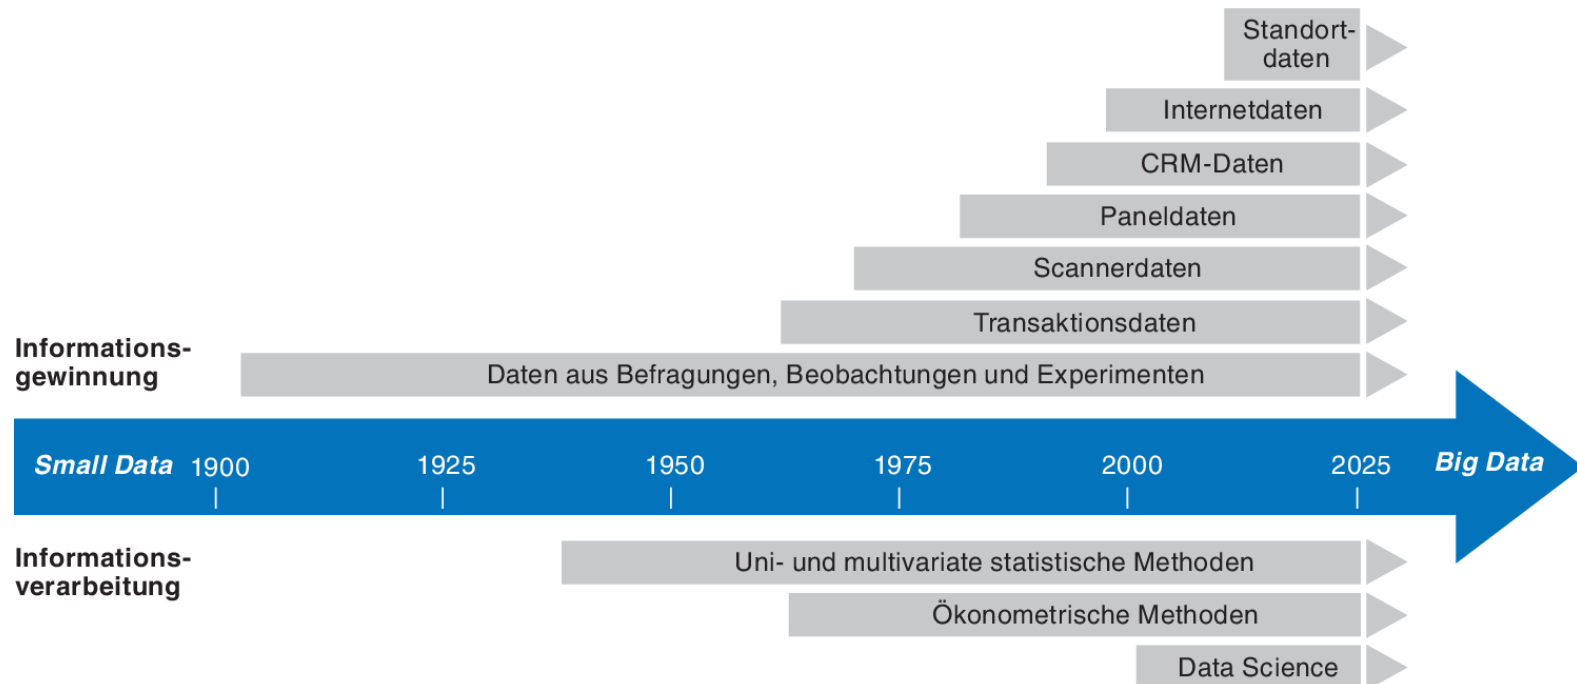 Standort-
daten
Internetdaten
CRM-Daten
Paneldaten
Scannerdaten
Transaktionsdaten
Informations-
gewinnung
Daten aus Befragungen, Beobachtungen und Experimenten
Small Data 1900 1925 1950 1975 2000 2025 Big Data
Informations-
verarbeitung
Uni- und multivariate statistische Methoden
Ökonometrische Methoden
Data Science